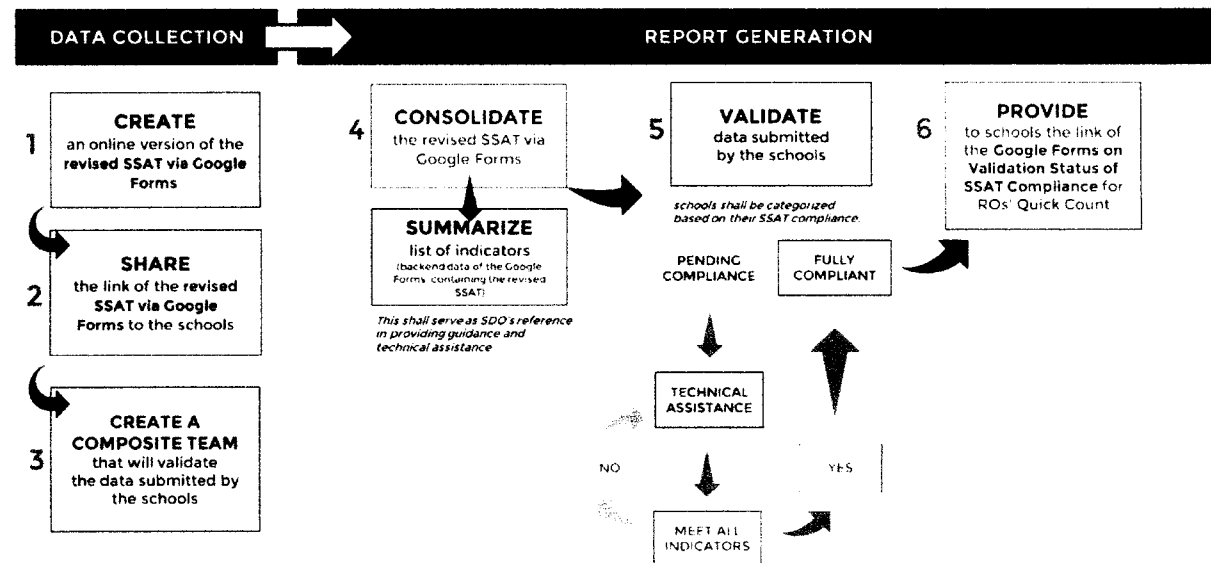 DATA COLLECTION
REPORT GENERATION
1
CREATE
an online version of the
revised SSAT via Google
Forms
2
SHARE
the link of the revised
SSAT via Google
Forms to the schools
3
CREATE A
COMPOSITE TEAM
that will validate
the data submitted by
the schools
4
CONSOLIDATE
the revised SSAT via
Google Forms
SUMMARIZE
list of indicators
(backend data of the Google
Forms containing the revised
SSAT)
This shall serve as SDO's reference
in providing guidance and
technical assistance
5
VALIDATE
data submitted
by the schools
schools shall be categorized
based on their SSAT compliance.
PENDING
COMPLIANCE
FULLY
COMPLIANT
TECHNICAL
ASSISTANCE
NO
YES
MEET ALL
INDICATORS
6
PROVIDE
to schools the link of
the Google Forms on
Validation Status of
SSAT Compliance for
ROs' Quick Count